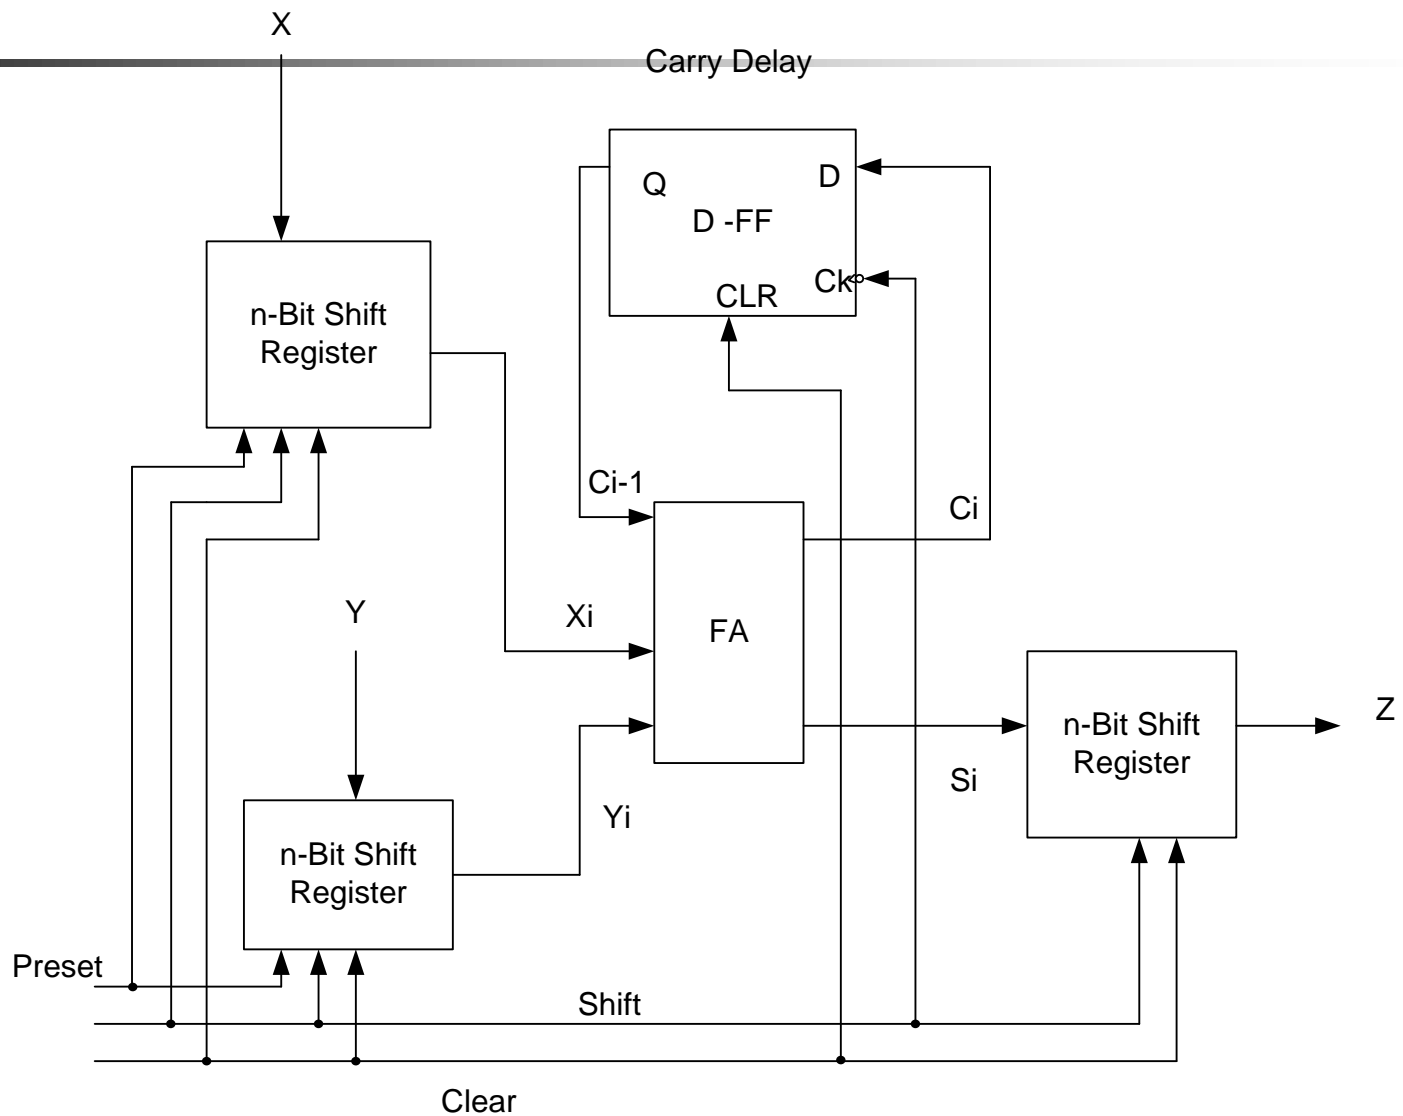 X
Carry Delay
Q
D
D -FF
Ck
CLR
n-Bit Shift
Register
Ci-1
Ci
Y
Xi
FA
n-Bit Shift
Register
Z
Si
Yi
n-Bit Shift
Register
Preset
Shift
Clear